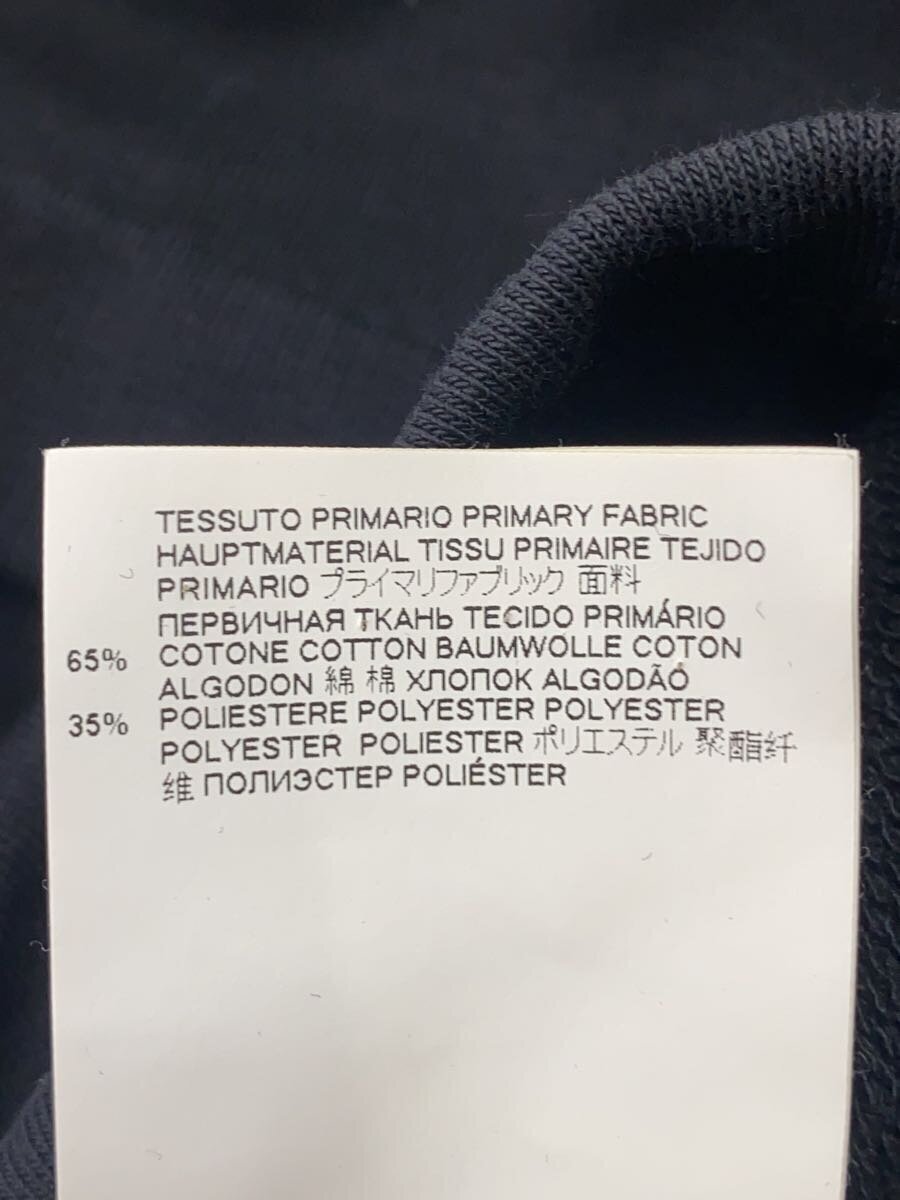 TESSUTO PRIMARIO PRIMARY FABRIC
HAUPTMATERIAL TISSU PRIMAIRE TEJIDO
PRIMARIO プライマリファブリック 面料
ПЕРВИЧНАЯ ТКАНЬ TECIDO PRIMÁRIO
65% COTONE COTTON BAUMWOLLE COTON
ALGODON 綿 棉 ХЛОПОК ALGODÃO
35% POLIESTERE POLYESTER POLYESTER
POLYESTER POLIESTER ポリエステル 聚酯纤
维 ПОЛИЭСТЕР POLIÉSTER